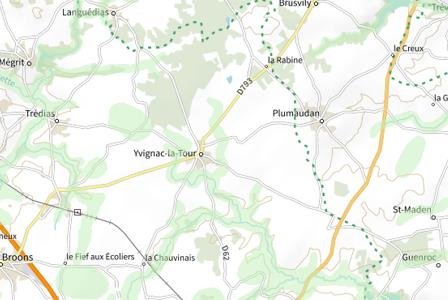 Languédias
Brusvily
Mégrit
le Creux
la Rabine
D793
Trédias
Plumaudan
Yvignac-la-Tour
St-Maden
D62
Broons
le Fief aux Écoliers
la Chauvinais
Guenroc